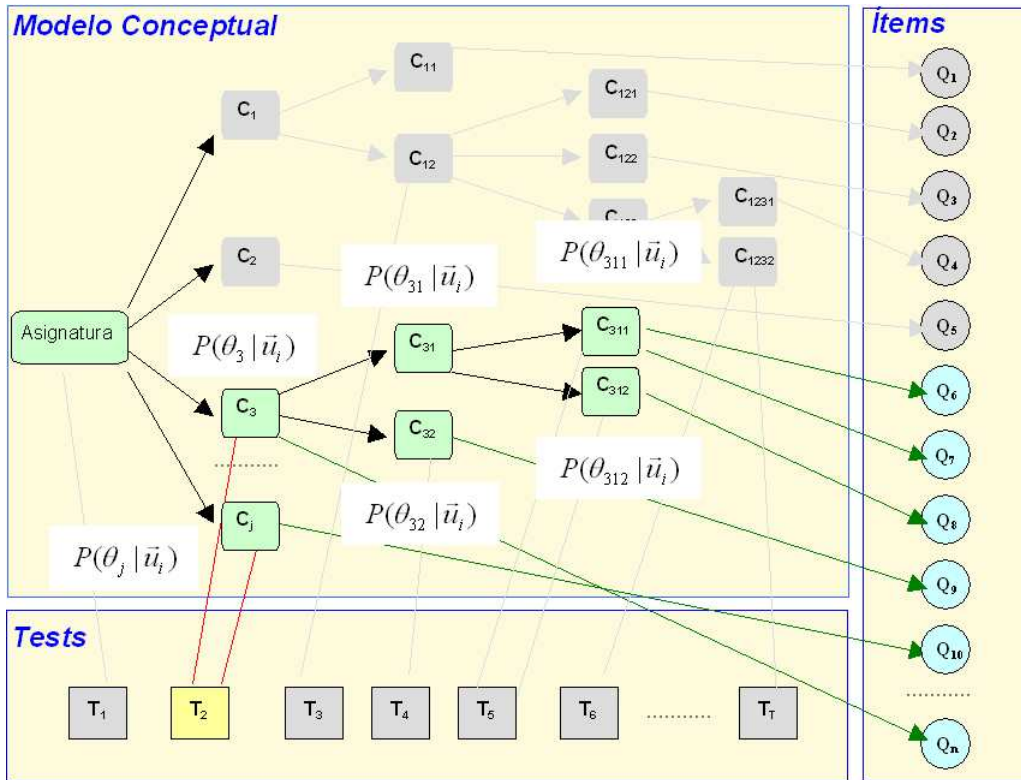 Modelo Conceptual
Ítems
C₁₁
Q₁
C₁
C₁₂₁
Q₂
C₁₂
C₁₂₂
Q₃
C₁₂₃₁
P(θ₃₁ | u⃗ᵢ)
P(θ₃₁₁ | u⃗ᵢ)
C₂
C₁₂₃₂
Q₄
Asignatura
P(θ₃ | u⃗ᵢ)
C₃₁
C₃₁₁
Q₅
C₃
C₃₁₂
Q₆
C₃₂
Q₇
....................
P(θ₃₁₂ | u⃗ᵢ)
Cⱼ
P(θ₃₂ | u⃗ᵢ)
Q₈
P(θⱼ | u⃗ᵢ)
Q₉
Tests
Q₁₀
....................
T₁
T₂
T₃
T₄
T₅
T₆
....................
T_T
Qₙ